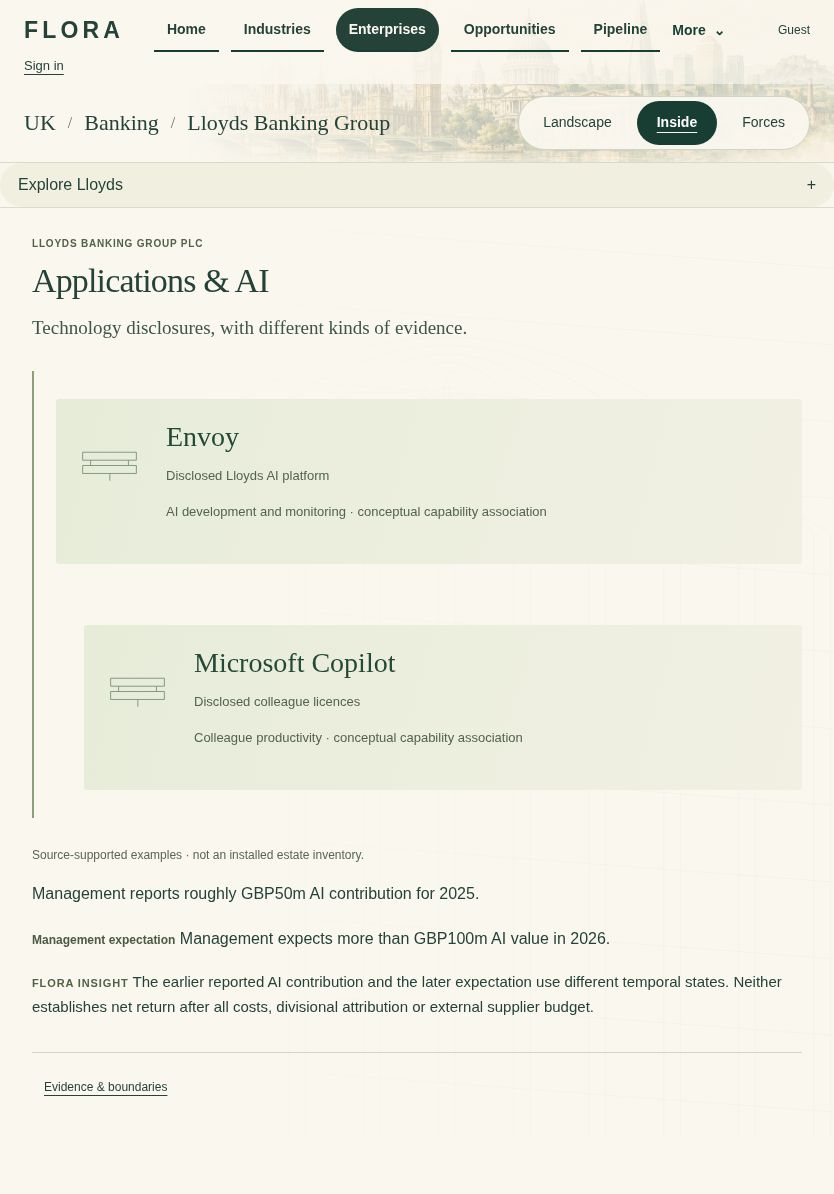 FLORA
Home
Industries
Enterprises
Opportunities
Pipeline
More
Guest
Sign in
UK / Banking / Lloyds Banking Group
Landscape
Inside
Forces
Explore Lloyds +
LLOYDS BANKING GROUP PLC
Applications & AI
Technology disclosures, with different kinds of evidence.
Envoy
Disclosed Lloyds AI platform
AI development and monitoring · conceptual capability association
Microsoft Copilot
Disclosed colleague licences
Colleague productivity · conceptual capability association
Source-supported examples · not an installed estate inventory.
Management reports roughly GBP50m AI contribution for 2025.
Management expectation Management expects more than GBP100m AI value in 2026.
FLORA INSIGHT The earlier reported AI contribution and the later expectation use different temporal states. Neither
establishes net return after all costs, divisional attribution or external supplier budget.
Evidence & boundaries